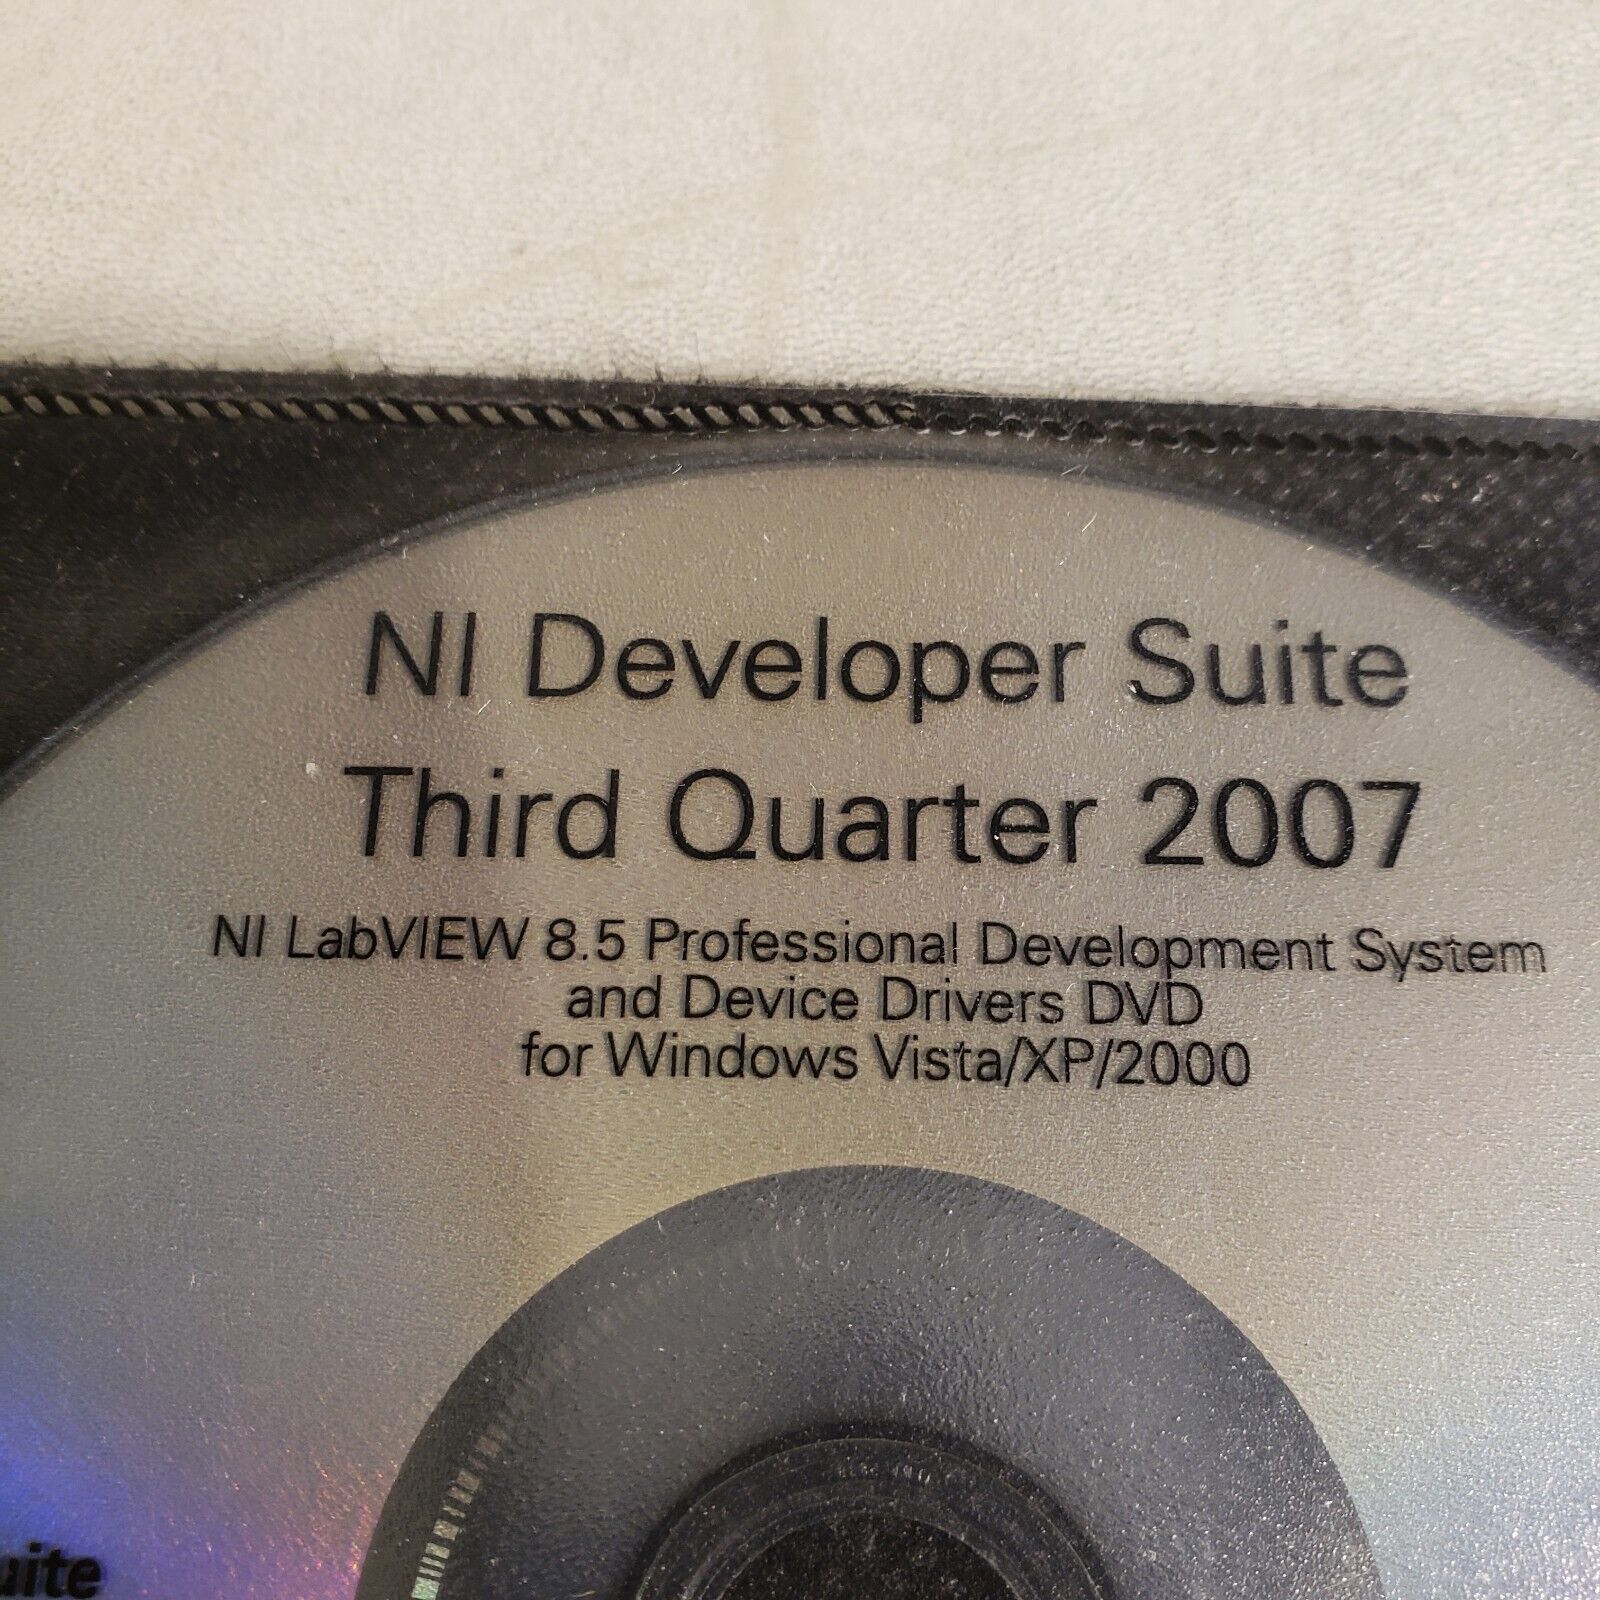 NI Developer Suite
Third Quarter 2007
NI LabVIEW 8.5 Professional Development System
and Device Drivers DVD
for Windows Vista/XP/2000
uite